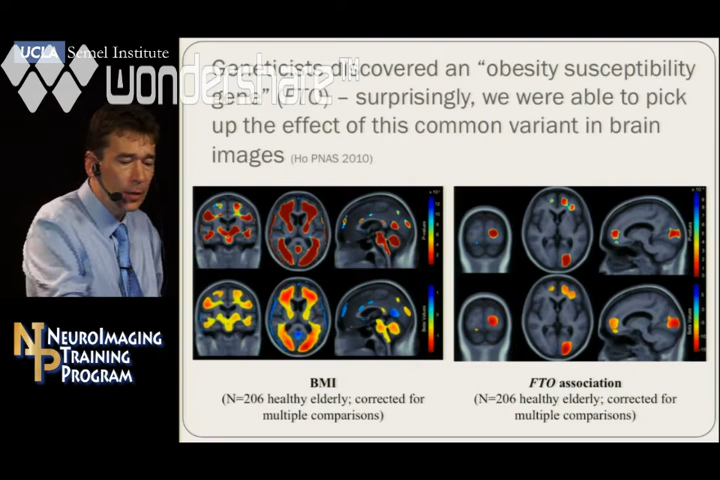 UCLA Semel Institute
wondershare™
Geneticists discovered an “obesity susceptibility
gene” (FTO) – surprisingly, we were able to pick
up the effect of this common variant in brain
images (Ho PNAS 2010)
BMI
(N=206 healthy elderly; corrected for
multiple comparisons)
FTO association
(N=206 healthy elderly; corrected for
multiple comparisons)
NTP
NEUROIMAGING
TRAINING
PROGRAM